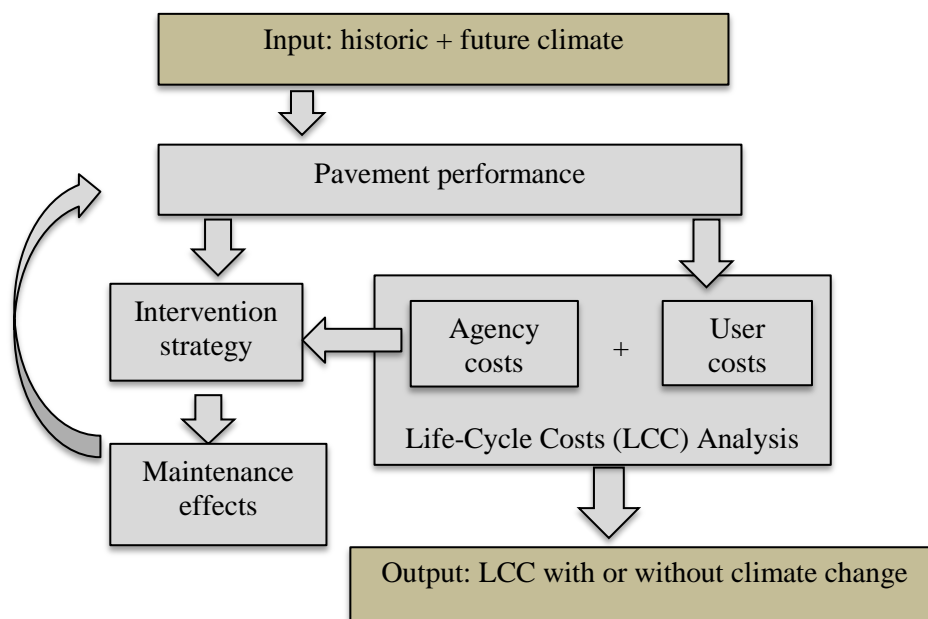 Input: historic + future climate
Pavement performance
Intervention
strategy
Agency
costs
+
User
costs
Life-Cycle Costs (LCC) Analysis
Maintenance
effects
Output: LCC with or without climate change